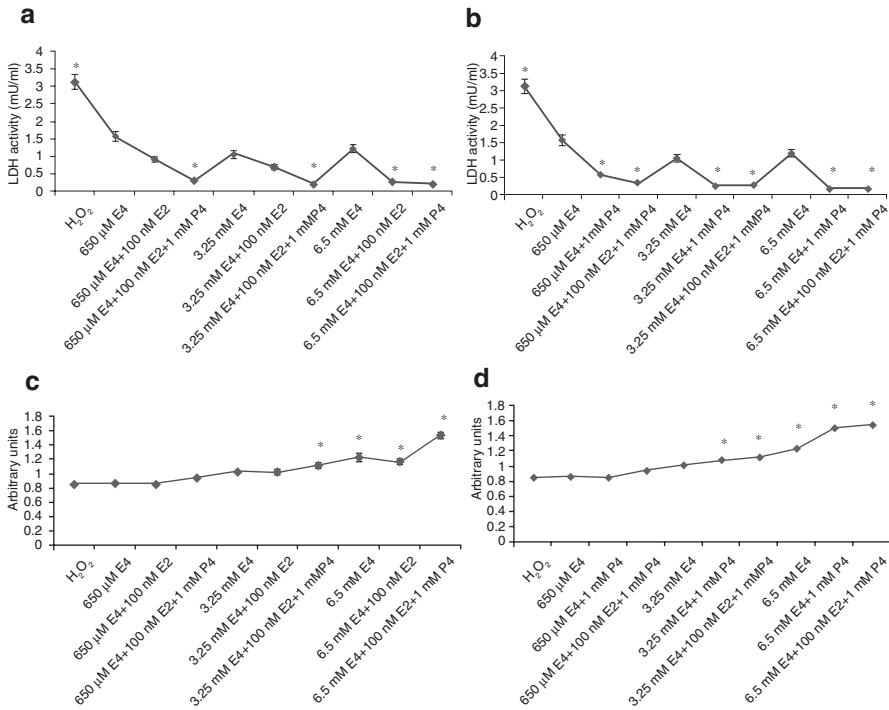 a
LDH activity (mU/ml)
4
3.5
3
2.5
2
1.5
1
0.5
0
*
*
*
*
*
H₂O₂
650 µM E4
650 µM E4+100 nM E2
650 µM E4+100 nM E2+1 mM P4
3.25 mM E4
3.25 mM E4+100 nM E2
3.25 mM E4+100 nM E2+1 mMP4
6.5 mM E4
6.5 mM E4+100 nM E2
6.5 mM E4+100 nM E2+1 mM P4
b
LDH activity (mU/ml)
4
3.5
3
2.5
2
1.5
1
0.5
0
*
*
*
*
*
*
*
H₂O₂
650 µM E4
650 µM E4+1mM P4
650 µM E4+100 nM E2+1 mM P4
3.25 mM E4
3.25 mM E4+1 mM P4
3.25 mM E4+100 nM E2+1 mMP4
6.5 mM E4
6.5 mM E4+1 mM P4
6.5 mM E4+100 nM E2+1 mM P4
c
Arbitrary units
1.8
1.6
1.4
1.2
1
0.8
0.6
0.4
0.2
0
*
*
*
*
H₂O₂
650 µM E4
650 µM E4+100 nM E2
650 µM E4+100 nM E2+1 mM P4
3.25 mM E4
3.25 mM E4+100 nM E2
3.25 mM E4+100 nM E2+1 mMP4
6.5 mM E4
6.5 mM E4+100 nM E2
6.5 mM E4+100 nM E2+1 mM P4
d
Arbitrary units
1.8
1.6
1.4
1.2
1
0.8
0.6
0.4
0.2
0
*
*
*
*
*
H₂O₂
650 µM E4
650 µM E4+1 mM P4
650 µM E4+100 nM E2+1 mM P4
3.25 mM E4
3.25 mM E4+1 mM P4
3.25 mM E4+100 nM E2+1 mMP4
6.5 mM E4
6.5 mM E4+1 mM P4
6.5 mM E4+100 nM E2+1 mM P4